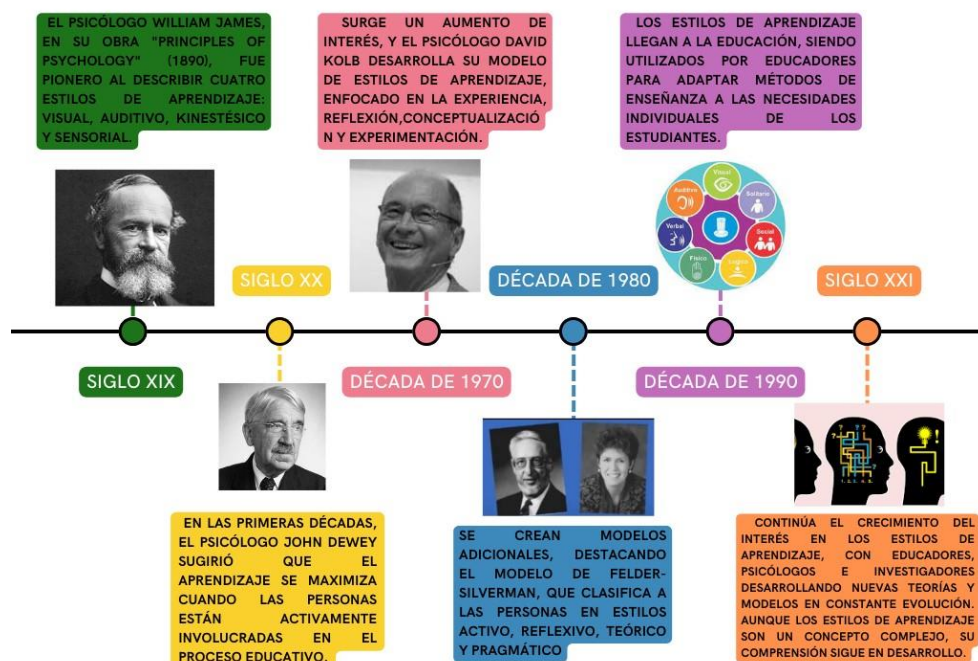 EL PSICÓLOGO WILLIAM JAMES,
EN SU OBRA "PRINCIPLES OF
PSYCHOLOGY" (1890), FUE
PIONERO AL DESCRIBIR CUATRO
ESTILOS DE APRENDIZAJE:
VISUAL, AUDITIVO, KINESTÉSICO
Y SENSORIAL.
SURGE UN AUMENTO DE
INTERÉS, Y EL PSICÓLOGO DAVID
KOLB DESARROLLA SU MODELO
DE ESTILOS DE APRENDIZAJE,
ENFOCADO EN LA EXPERIENCIA,
REFLEXIÓN,CONCEPTUALIZACIÓ
N Y EXPERIMENTACIÓN.
LOS ESTILOS DE APRENDIZAJE
LLEGAN A LA EDUCACIÓN, SIENDO
UTILIZADOS POR EDUCADORES
PARA ADAPTAR MÉTODOS DE
ENSEÑANZA A LAS NECESIDADES
INDIVIDUALES DE LOS
ESTUDIANTES.
Visual
Auditivo
Solitario
Verbal
Social
Físico
Logico
SIGLO XX
DÉCADA DE 1980
SIGLO XXI
SIGLO XIX
DÉCADA DE 1970
DÉCADA DE 1990
EN LAS PRIMERAS DÉCADAS,
EL PSICÓLOGO JOHN DEWEY
SUGIRIÓ QUE EL
APRENDIZAJE SE MAXIMIZA
CUANDO LAS PERSONAS
ESTÁN ACTIVAMENTE
INVOLUCRADAS EN EL
PROCESO EDUCATIVO.
SE CREAN MODELOS
ADICIONALES, DESTACANDO
EL MODELO DE FELDER-
SILVERMAN, QUE CLASIFICA A
LAS PERSONAS EN ESTILOS
ACTIVO, REFLEXIVO, TEÓRICO
Y PRAGMÁTICO
CONTINÚA EL CRECIMIENTO DEL
INTERÉS EN LOS ESTILOS DE
APRENDIZAJE, CON EDUCADORES,
PSICÓLOGOS E INVESTIGADORES
DESARROLLANDO NUEVAS TEORÍAS Y
MODELOS EN CONSTANTE EVOLUCIÓN.
AUNQUE LOS ESTILOS DE APRENDIZAJE
SON UN CONCEPTO COMPLEJO, SU
COMPRENSIÓN SIGUE EN DESARROLLO.